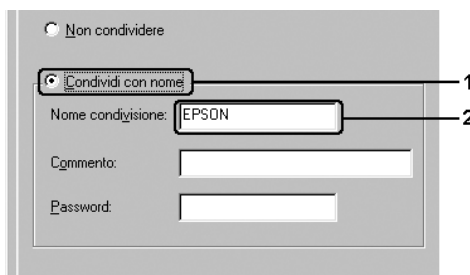 Non condividere
Condividi con nome
1
Nome condivisione: EPSON
2
Commento:
Password: